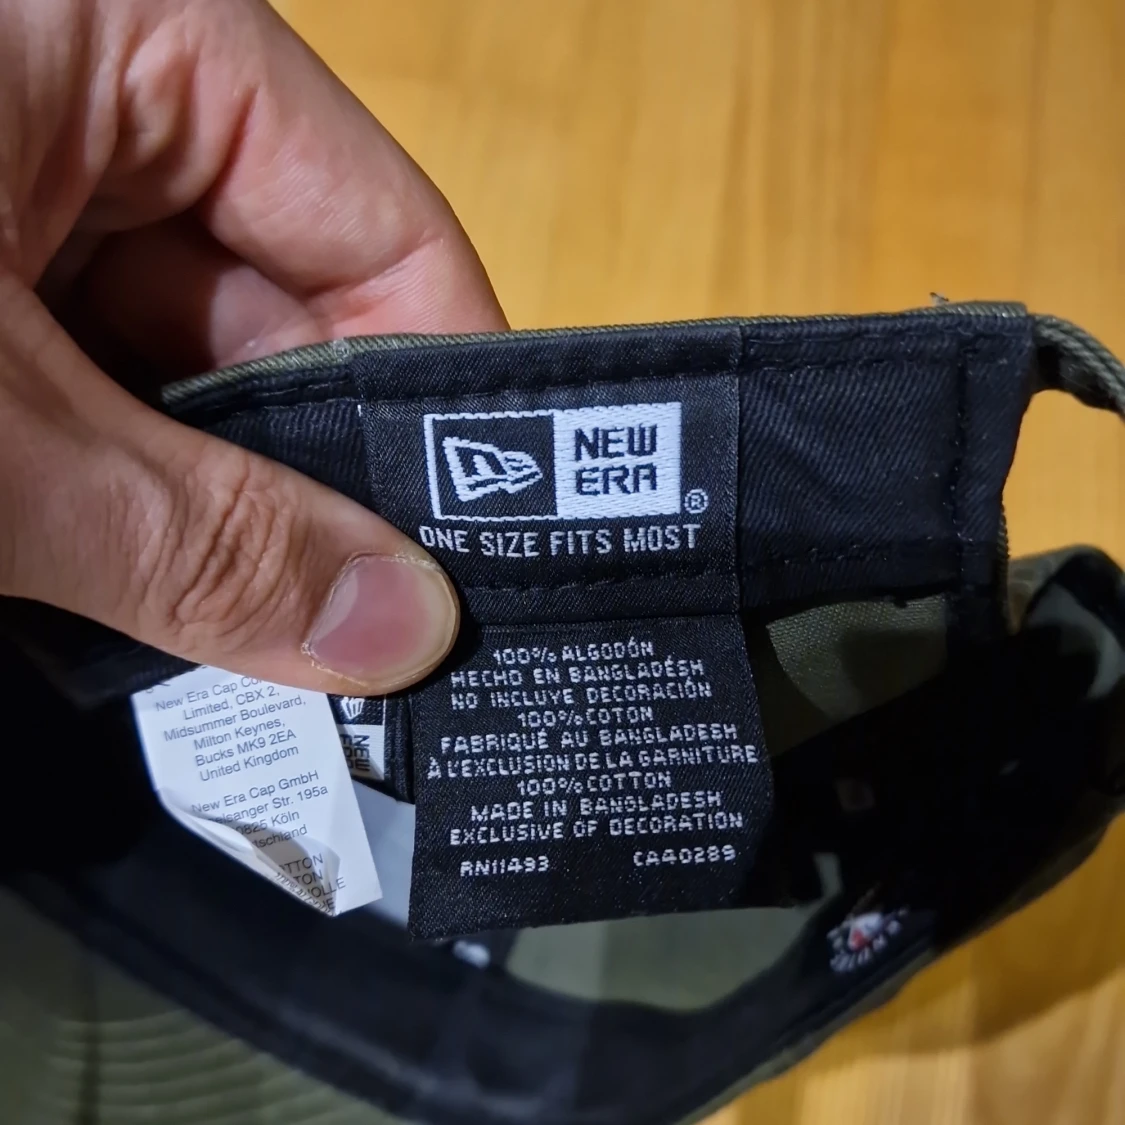 NEW
ERA
®
ONE SIZE FITS MOST
100% ALGODÓN
HECHO EN BANGLADÉSH
NO INCLUYE DECORACIÓN
100% COTON
FABRIQUÉ AU BANGLADESH
À L'EXCLUSION DE LA GARNITURE
100% COTTON
MADE IN BANGLADESH
EXCLUSIVE OF DECORATION
RN11493 CA40289
New Era Cap
Limited, CBX 2,
Midsummer Boulevard,
Milton Keynes,
Bucks MK9 2EA
United Kingdom
New Era Cap GmbH
Str. 195a
Köln
NEW